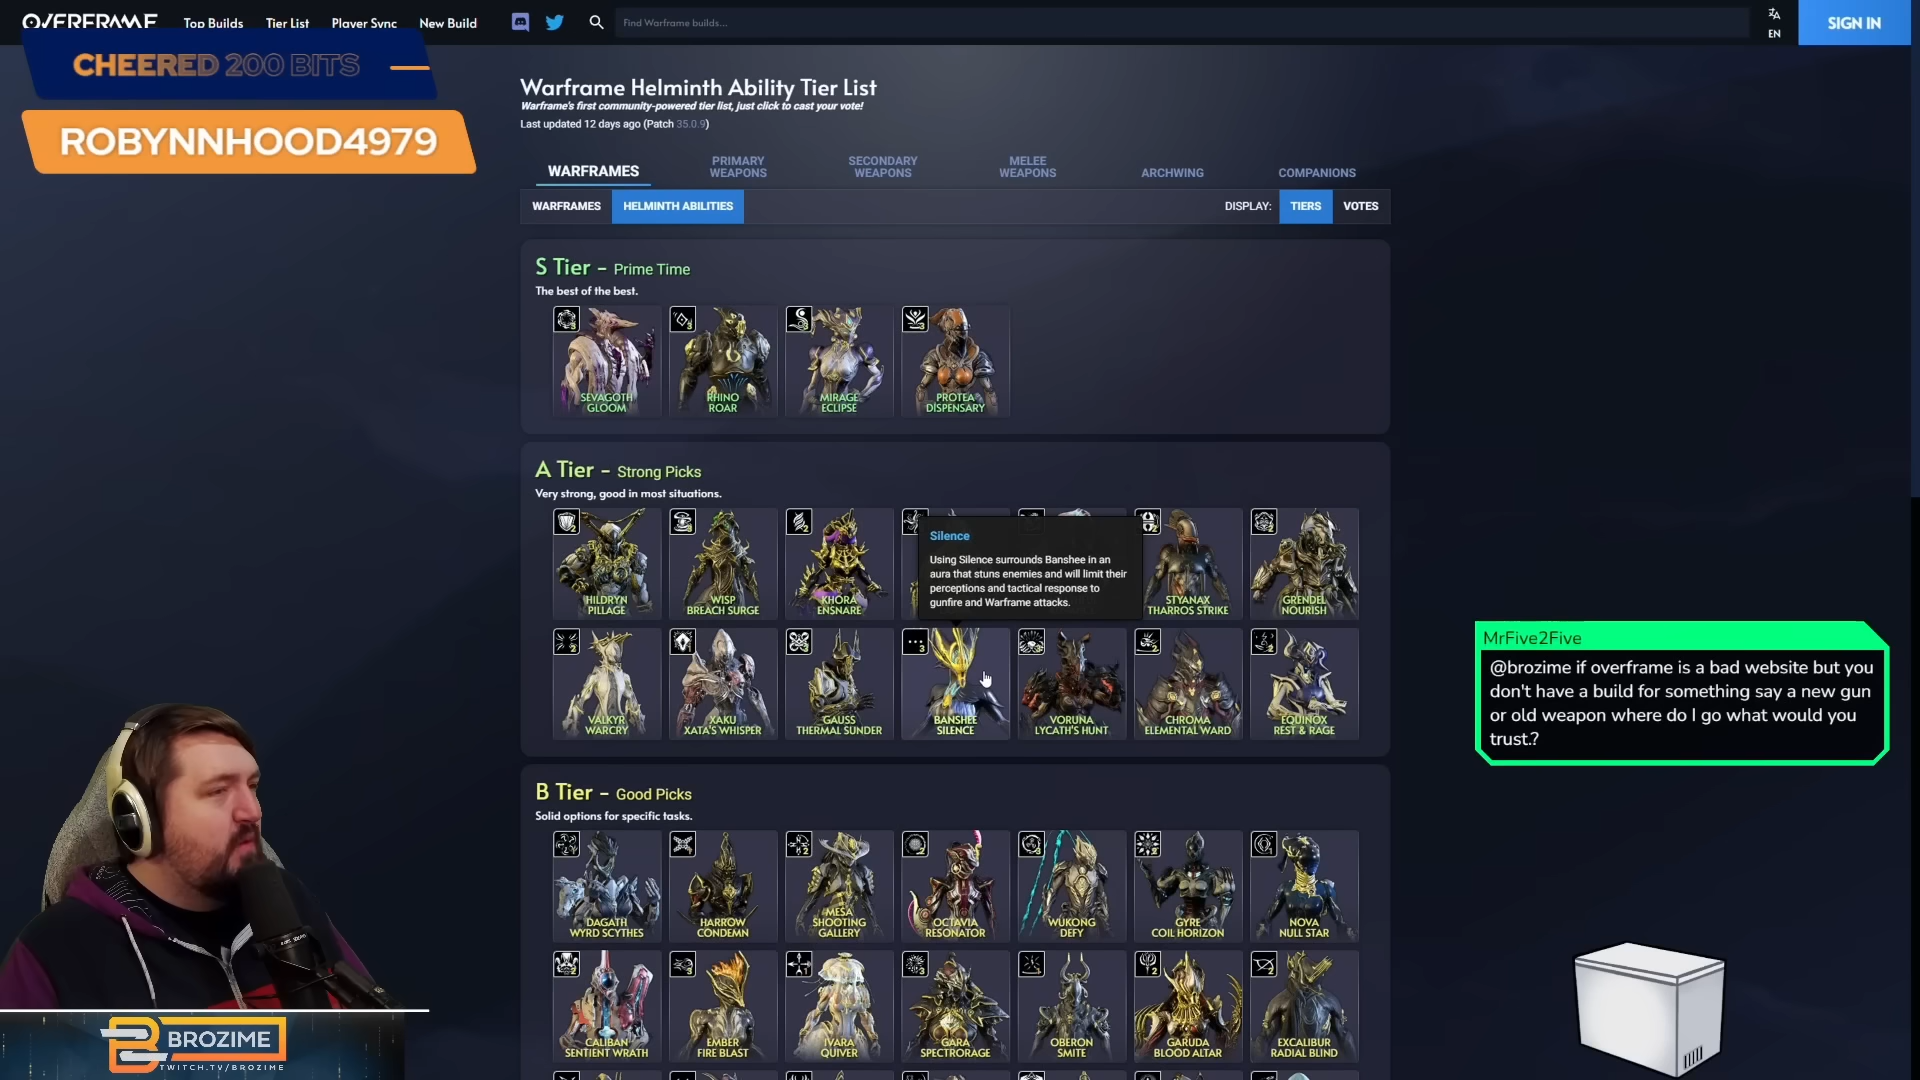 OVERFRAME
Top Builds
Tier List
Player Sync
New Build
Find Warframe builds...
EN
SIGN IN
CHEERED 200 BITS
ROBYNNHOOD4979
Warframe Helminth Ability Tier List
Warframe's first community-powered tier list, just click to cast your vote!
Last updated 12 days ago (Patch 35.0.9)
WARFRAMES
PRIMARY
WEAPONS
SECONDARY
WEAPONS
MELEE
WEAPONS
ARCHWING
COMPANIONS
WARFRAMES
HELMINTH ABILITIES
DISPLAY:
TIERS
VOTES
S Tier - Prime Time
The best of the best.
SEVAGOTH
GLOOM
RHINO
ROAR
MIRAGE
ECLIPSE
PROTEA
DISPENSARY
A Tier - Strong Picks
Very strong, good in most situations.
HILDRYN
PILLAGE
WISP
BREACH SURGE
KHORA
ENSNARE
Silence
Using Silence surrounds Banshee in an
aura that stuns enemies and will limit their
perceptions and tactical response to
gunfire and Warframe attacks.
STYANAX
THARROS STRIKE
GRENDEL
NOURISH
VALKYR
WARCRY
XAKU
XATA'S WHISPER
GAUSS
THERMAL SUNDER
BANSHEE
SILENCE
VORUNA
LYCATH'S HUNT
CHROMA
ELEMENTAL WARD
EQUINOX
REST & RAGE
B Tier - Good Picks
Solid options for specific tasks.
DAGATH
WYRD SCYTHES
HARROW
CONDEMN
MESA
SHOOTING
GALLERY
OCTAVIA
RESONATOR
WUKONG
DEFY
GYRE
COIL HORIZON
NOVA
NULL STAR
CALIBAN
SENTIENT WRATH
EMBER
FIRE BLAST
IVARA
QUIVER
GARA
SPECTRORAGE
OBERON
SMITE
GARUDA
BLOOD ALTAR
EXCALIBUR
RADIAL BLIND
MrFive2Five
@brozime if overframe is a bad website but you
don't have a build for something say a new gun
or old weapon where do I go what would you
trust.?
BROZIME
TWITCH.TV/BROZIME